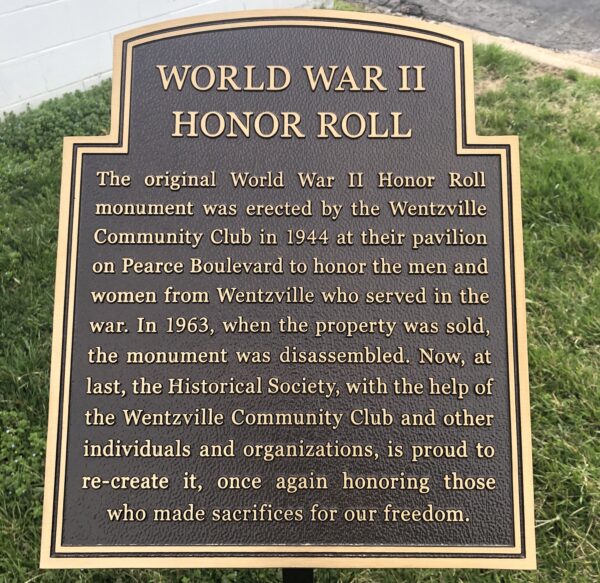 WORLD WAR II
HONOR ROLL
The original World War II Honor Roll
monument was erected by the Wentzville
Community Club in 1944 at their pavilion
on Pearce Boulevard to honor the men and
women from Wentzville who served in the
war. In 1963, when the property was sold,
the monument was disassembled. Now, at
last, the Historical Society, with the help of
the Wentzville Community Club and other
individuals and organizations, is proud to
re-create it, once again honoring those
who made sacrifices for our freedom.